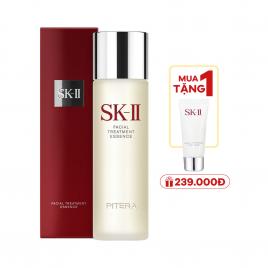 SK-II
FACIAL TREATMENT
ESSENCE
SK-II
FACIAL
TREATMENT
ESSENCE
PITERA
MUA 1
TẶNG
SK-II
239.000Đ